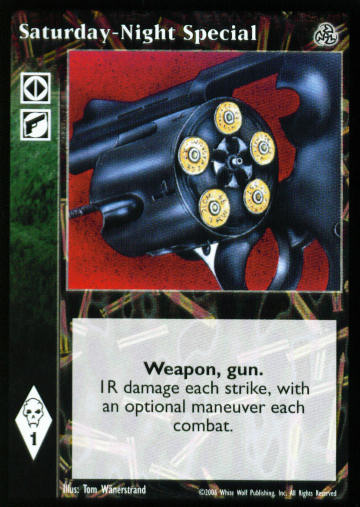 Saturday-Night Special
Weapon, gun.
1R damage each strike, with
an optional maneuver each
combat.
1
Illus: Tom Wänerstrand
©2006 White Wolf Publishing, Inc. All Rights Reserved